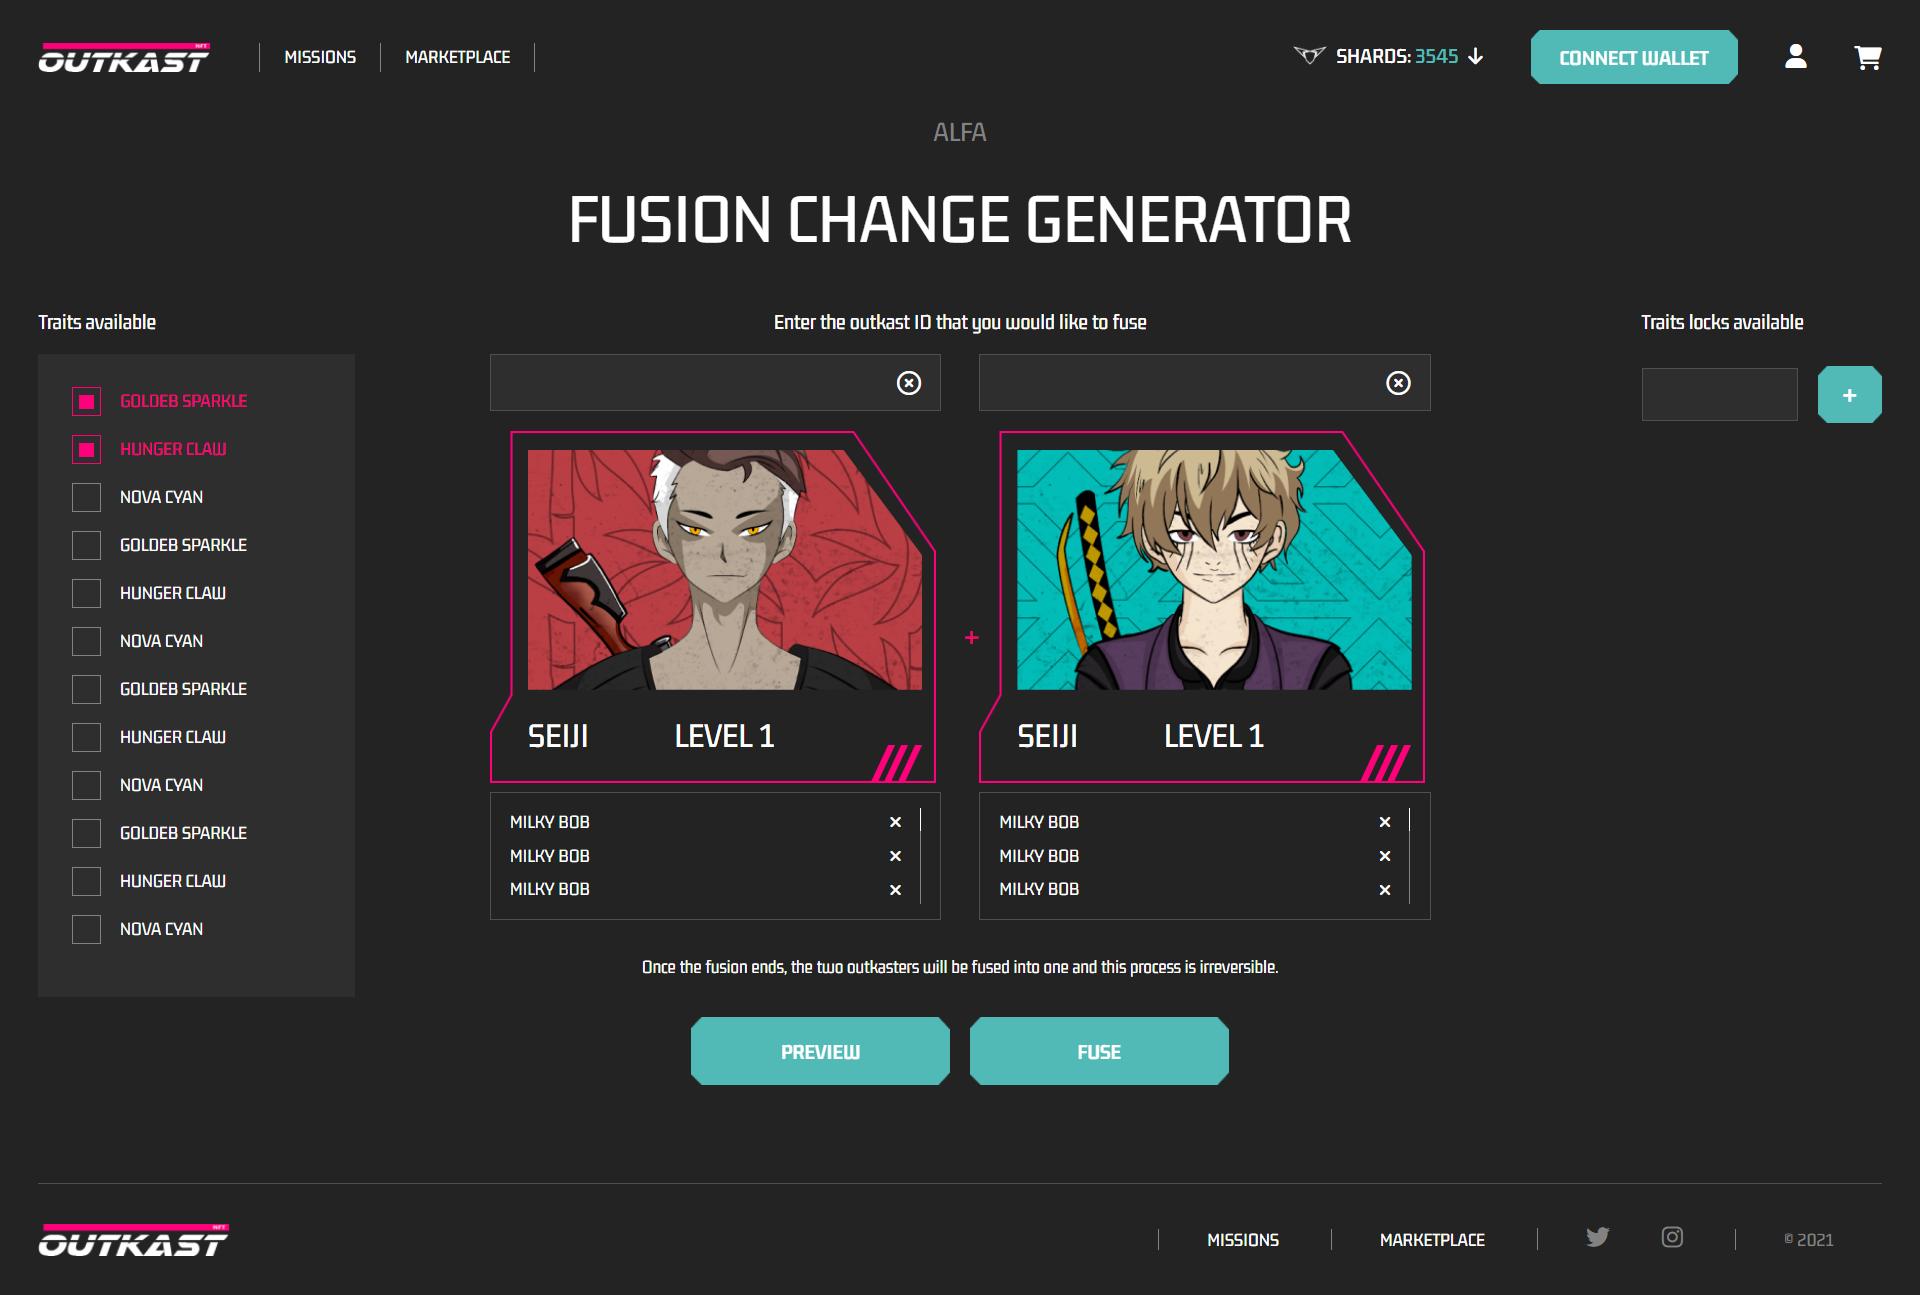 NFT
OUTKAST
MISSIONS
MARKETPLACE
SHARDS: 3545
CONNECT WALLET
ALFA
FUSION CHANGE GENERATOR
Traits available
GOLDEB SPARKLE
HUNGER CLAW
NOVA CYAN
GOLDEB SPARKLE
HUNGER CLAW
NOVA CYAN
GOLDEB SPARKLE
HUNGER CLAW
NOVA CYAN
GOLDEB SPARKLE
HUNGER CLAW
NOVA CYAN
Enter the outkast ID that you would like to fuse
SEIJI LEVEL 1
MILKY BOB
MILKY BOB
MILKY BOB
+
SEIJI LEVEL 1
MILKY BOB
MILKY BOB
MILKY BOB
Once the fusion ends, the two outkasters will be fused into one and this process is irreversible.
PREVIEW
FUSE
Traits locks available
+
NFT
OUTKAST
MISSIONS
MARKETPLACE
© 2021